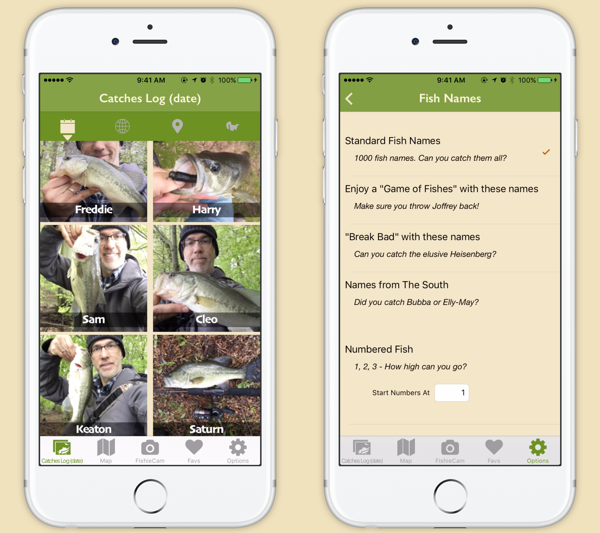 9:41 AM 100%
Catches Log (date)
Freddie
Harry
Sam
Cleo
Keaton
Saturn
Catches Log (date) Map FishieCam Favs Options
9:41 AM 100%
Fish Names
Standard Fish Names
1000 fish names. Can you catch them all?
Enjoy a "Game of Fishes" with these names
Make sure you throw Joffrey back!
"Break Bad" with these names
Can you catch the elusive Heisenberg?
Names from The South
Did you catch Bubba or Elly-May?
Numbered Fish
1, 2, 3 - How high can you go?
Start Numbers At 1
Catches Log (date) Map FishieCam Favs Options